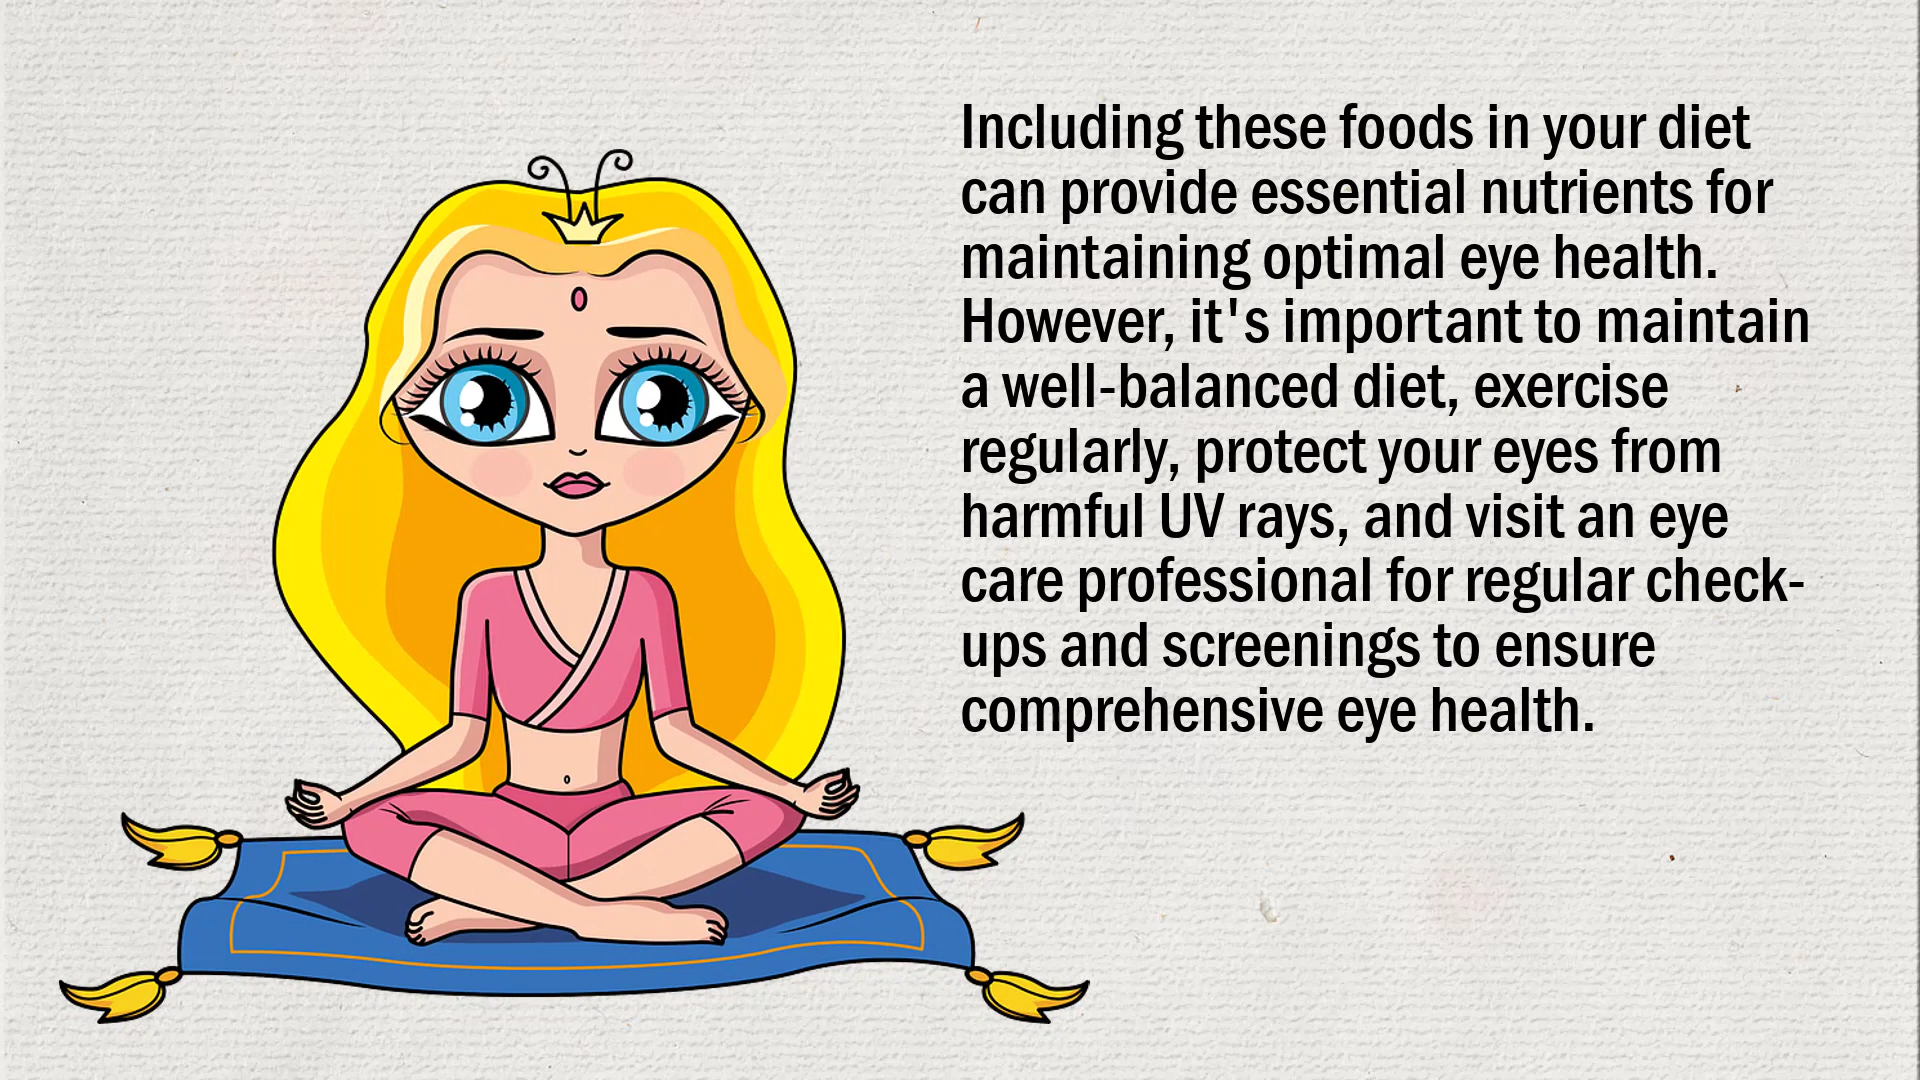 Including these foods in your diet
can provide essential nutrients for
maintaining optimal eye health.
However, it's important to maintain
a well-balanced diet, exercise
regularly, protect your eyes from
harmful UV rays, and visit an eye
care professional for regular check-
ups and screenings to ensure
comprehensive eye health.